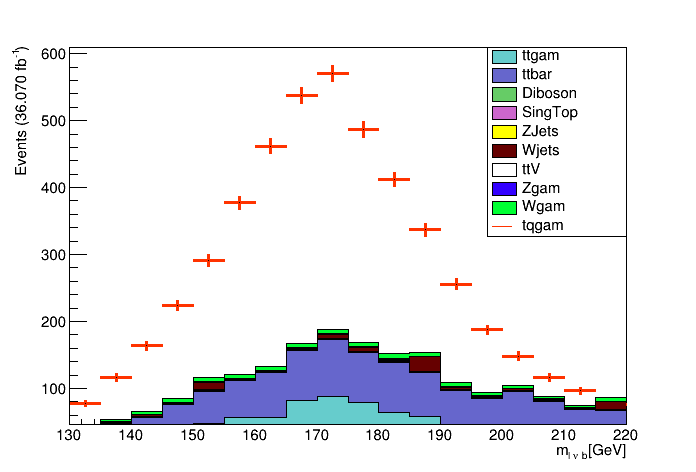 Events (36.070 fb⁻¹)
600
500
400
300
200
100
130 140 150 160 170 180 190 200 210 220
m_{l γ b}[GeV]
ttgam
ttbar
Diboson
SingTop
ZJets
Wjets
ttV
Zgam
Wgam
tqgam